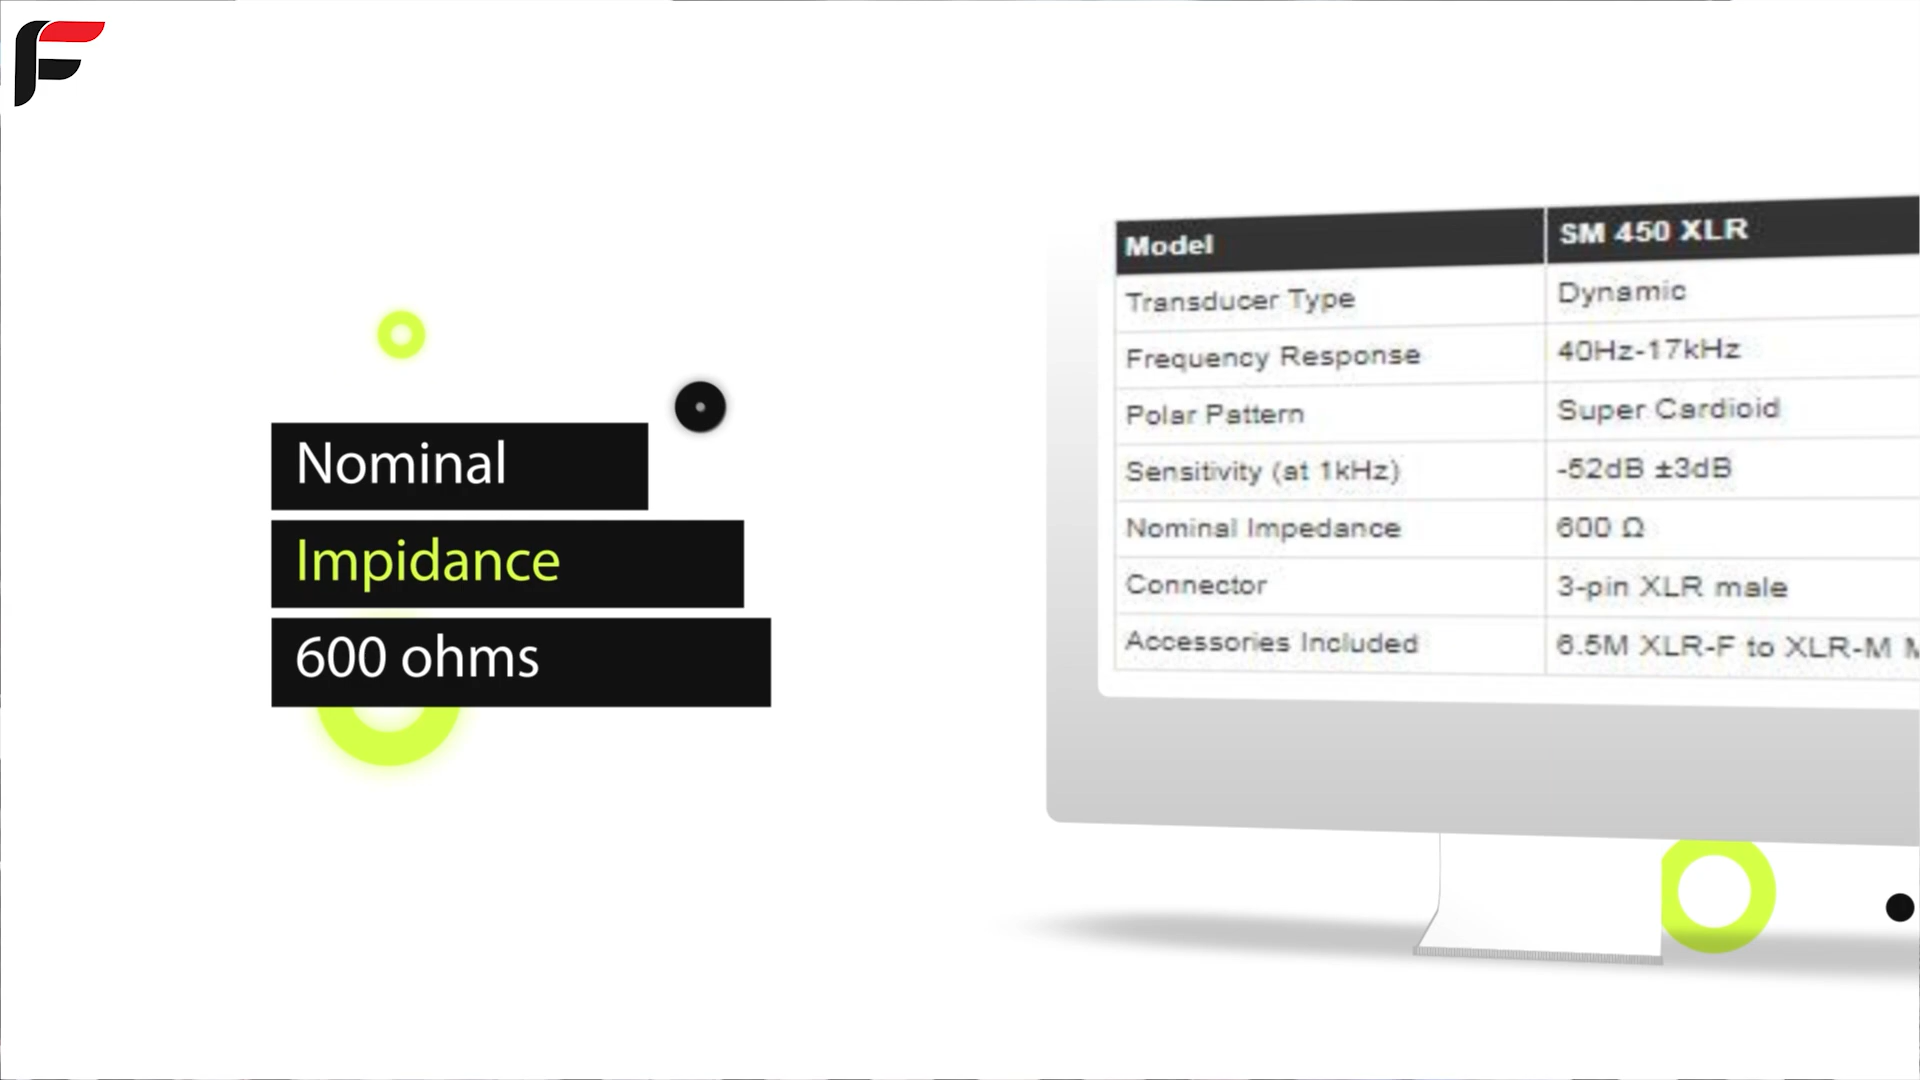 Nominal
Impidance
600 ohms
Model SM 450 XLR
Transducer Type Dynamic
Frequency Response 40Hz-17kHz
Polar Pattern Super Cardioid
Sensitivity (at 1kHz) -52dB ±3dB
Nominal Impedance 600 Ω
Connector 3-pin XLR male
Accessories Included 6.5M XLR-F to XLR-M